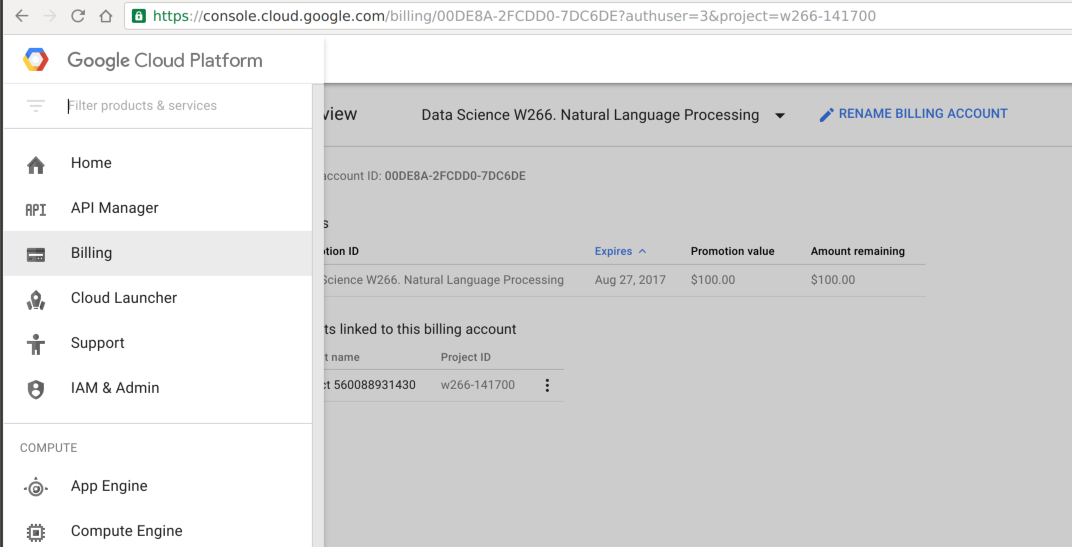 https://console.cloud.google.com/billing/00DE8A-2FCDD0-7DC6DE?authuser=3&project=w266-141700
Google Cloud Platform
Filter products & services
Home
API API Manager
Billing
Cloud Launcher
Support
IAM & Admin
COMPUTE
App Engine
Compute Engine
view Data Science W266. Natural Language Processing RENAME BILLING ACCOUNT
account ID: 00DE8A-2FCDD0-7DC6DE
s
tion ID Expires Promotion value Amount remaining
Science W266. Natural Language Processing Aug 27, 2017 $100.00 $100.00
ts linked to this billing account
t name Project ID
ct 560088931430 w266-141700